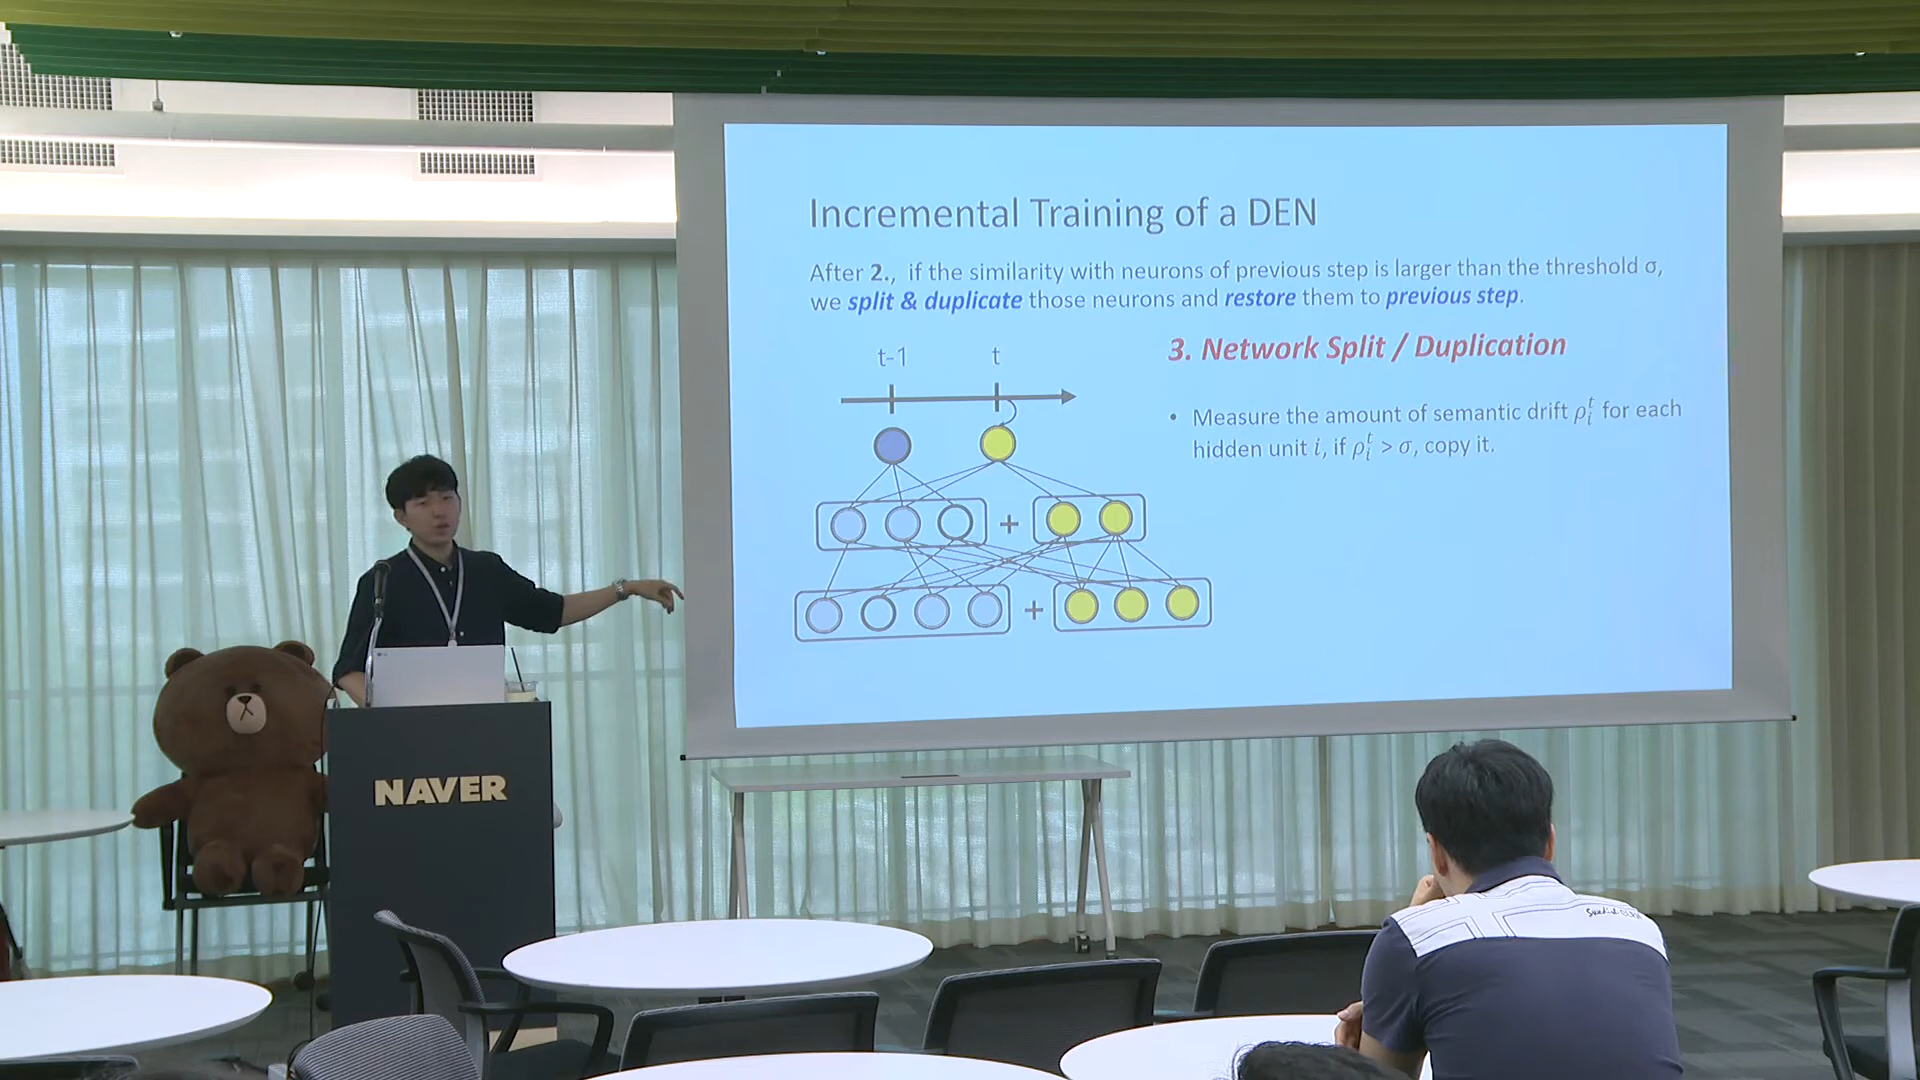 Incremental Training of a DEN
After 2., if the similarity with neurons of previous step is larger than the threshold σ,
we split & duplicate those neurons and restore them to previous step.
t-1 t
3. Network Split / Duplication
• Measure the amount of semantic drift ρᵢᵗ for each
hidden unit i, if ρᵢᵗ > σ, copy it.
+
+
NAVER